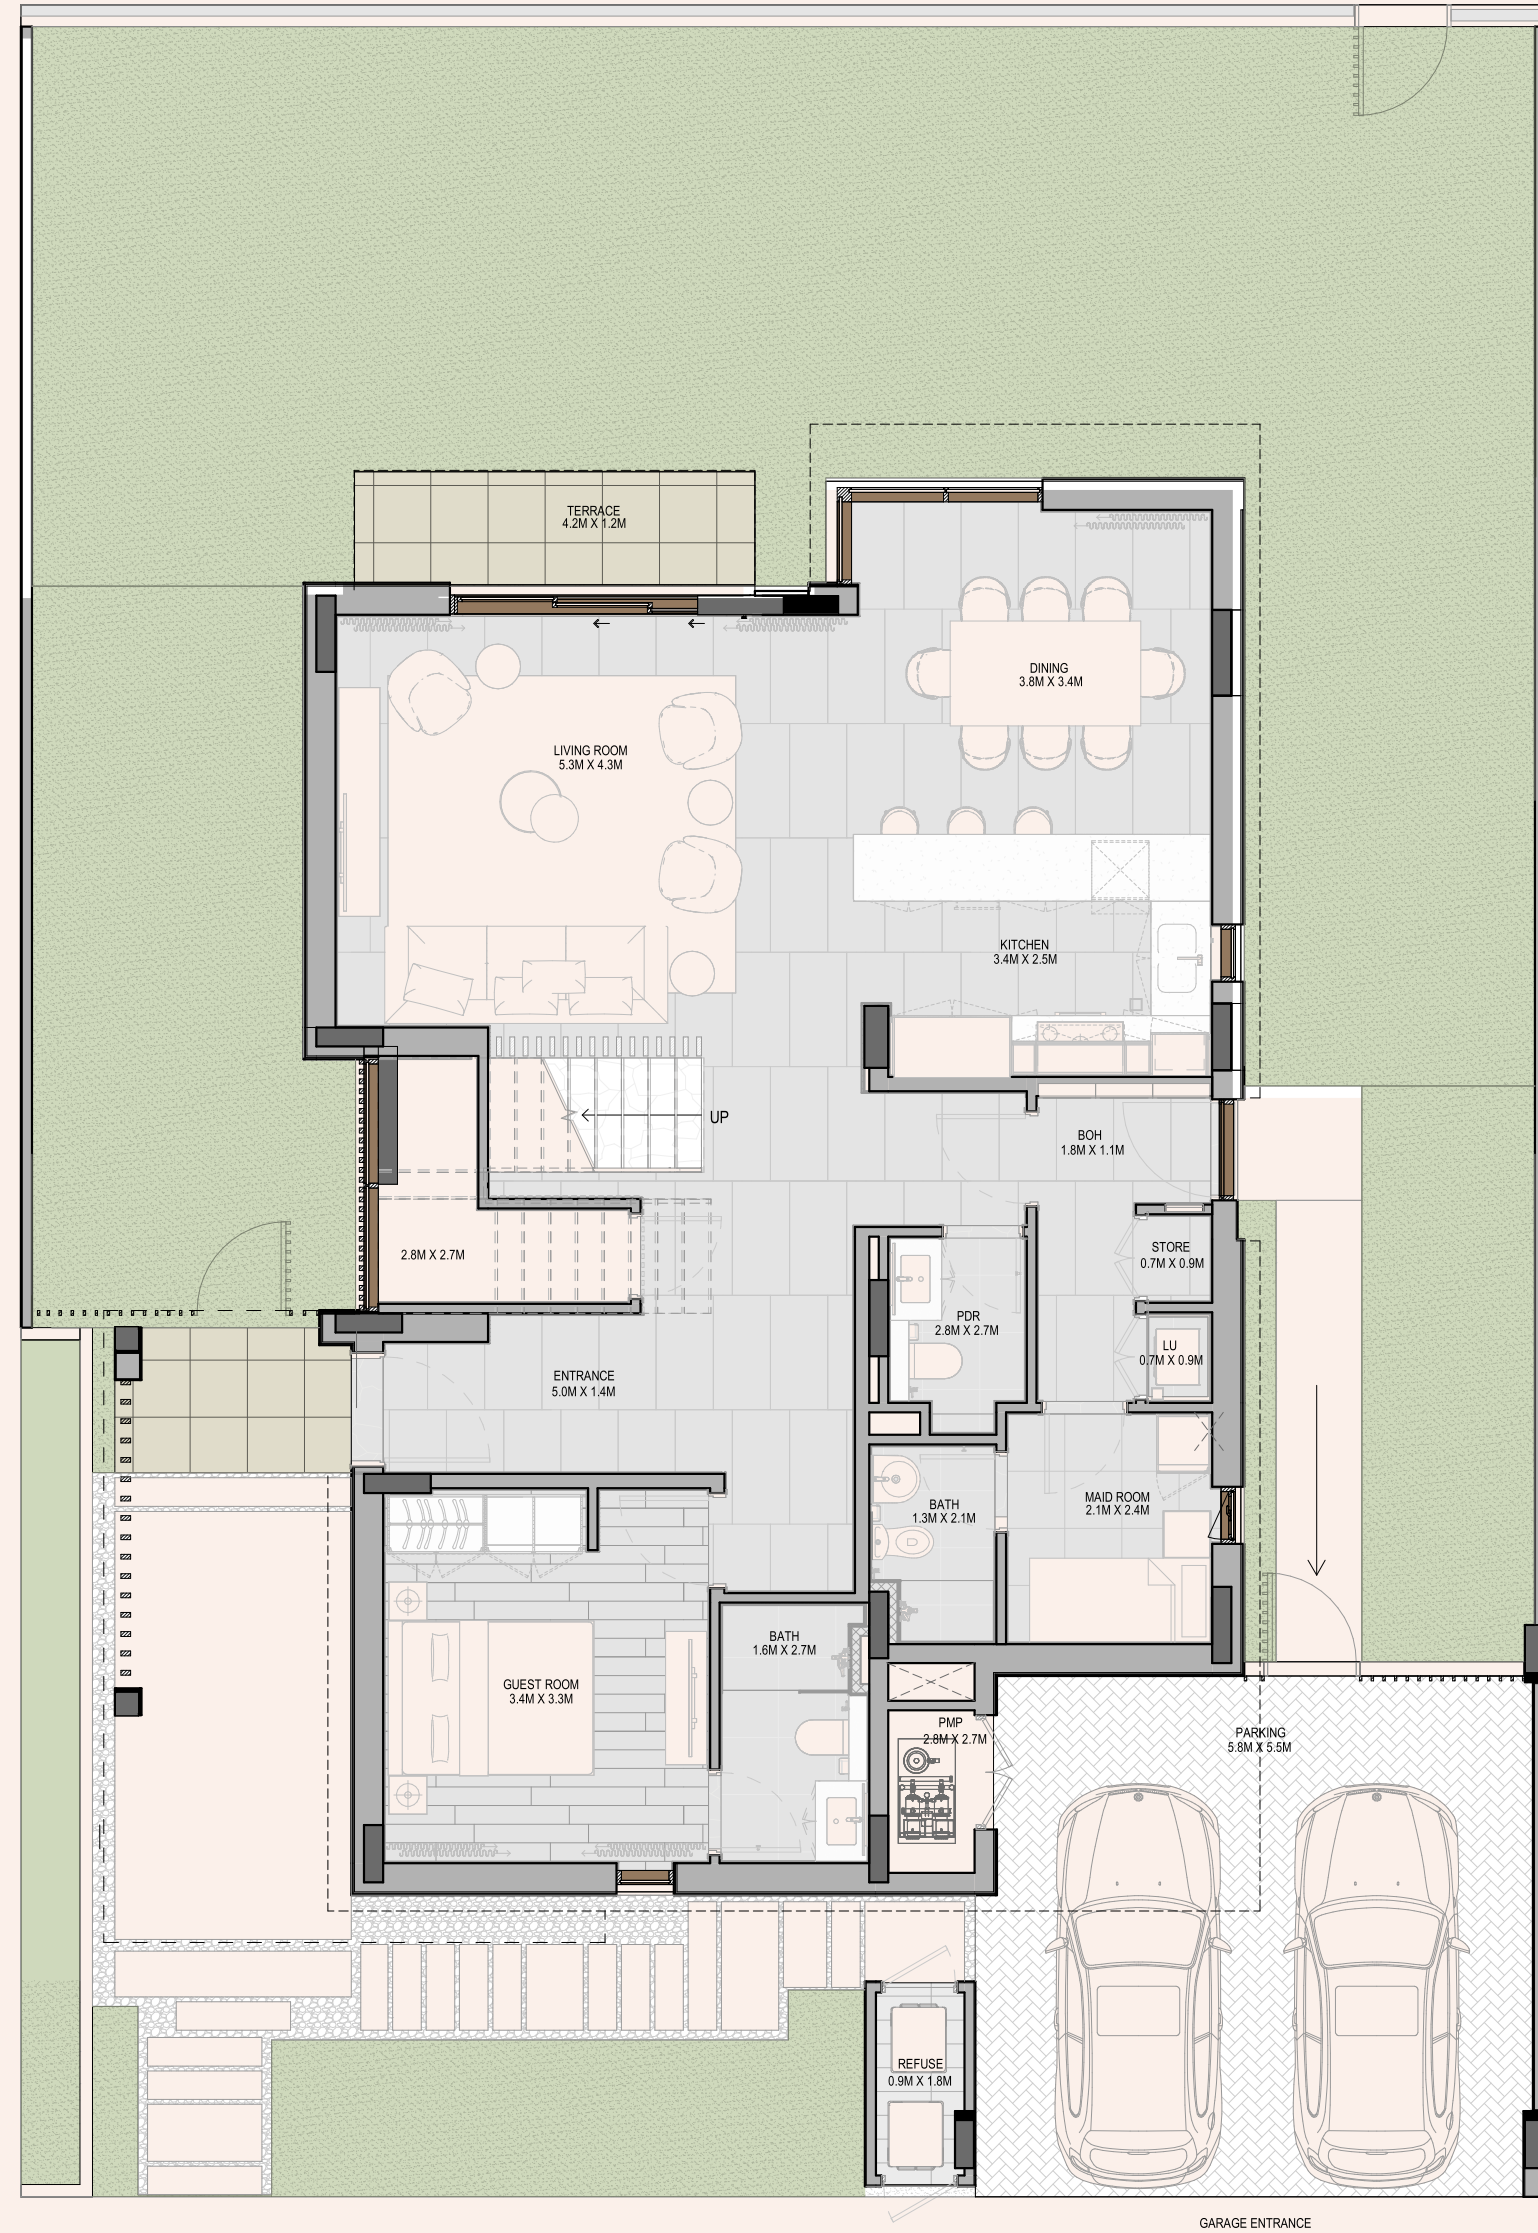 TERRACE
4.2M X 1.2M
DINING
3.8M X 3.4M
LIVING ROOM
5.3M X 4.3M
KITCHEN
3.4M X 2.5M
UP
BOH
1.8M X 1.1M
2.8M X 2.7M
STORE
0.7M X 0.9M
PDR
2.8M X 2.7M
LU
0.7M X 0.9M
ENTRANCE
5.0M X 1.4M
BATH
1.3M X 2.1M
MAID ROOM
2.1M X 2.4M
BATH
1.6M X 2.7M
GUEST ROOM
3.4M X 3.3M
PMP
2.8M X 2.7M
PARKING
5.8M X 5.5M
REFUSE
0.9M X 1.8M
GARAGE ENTRANCE